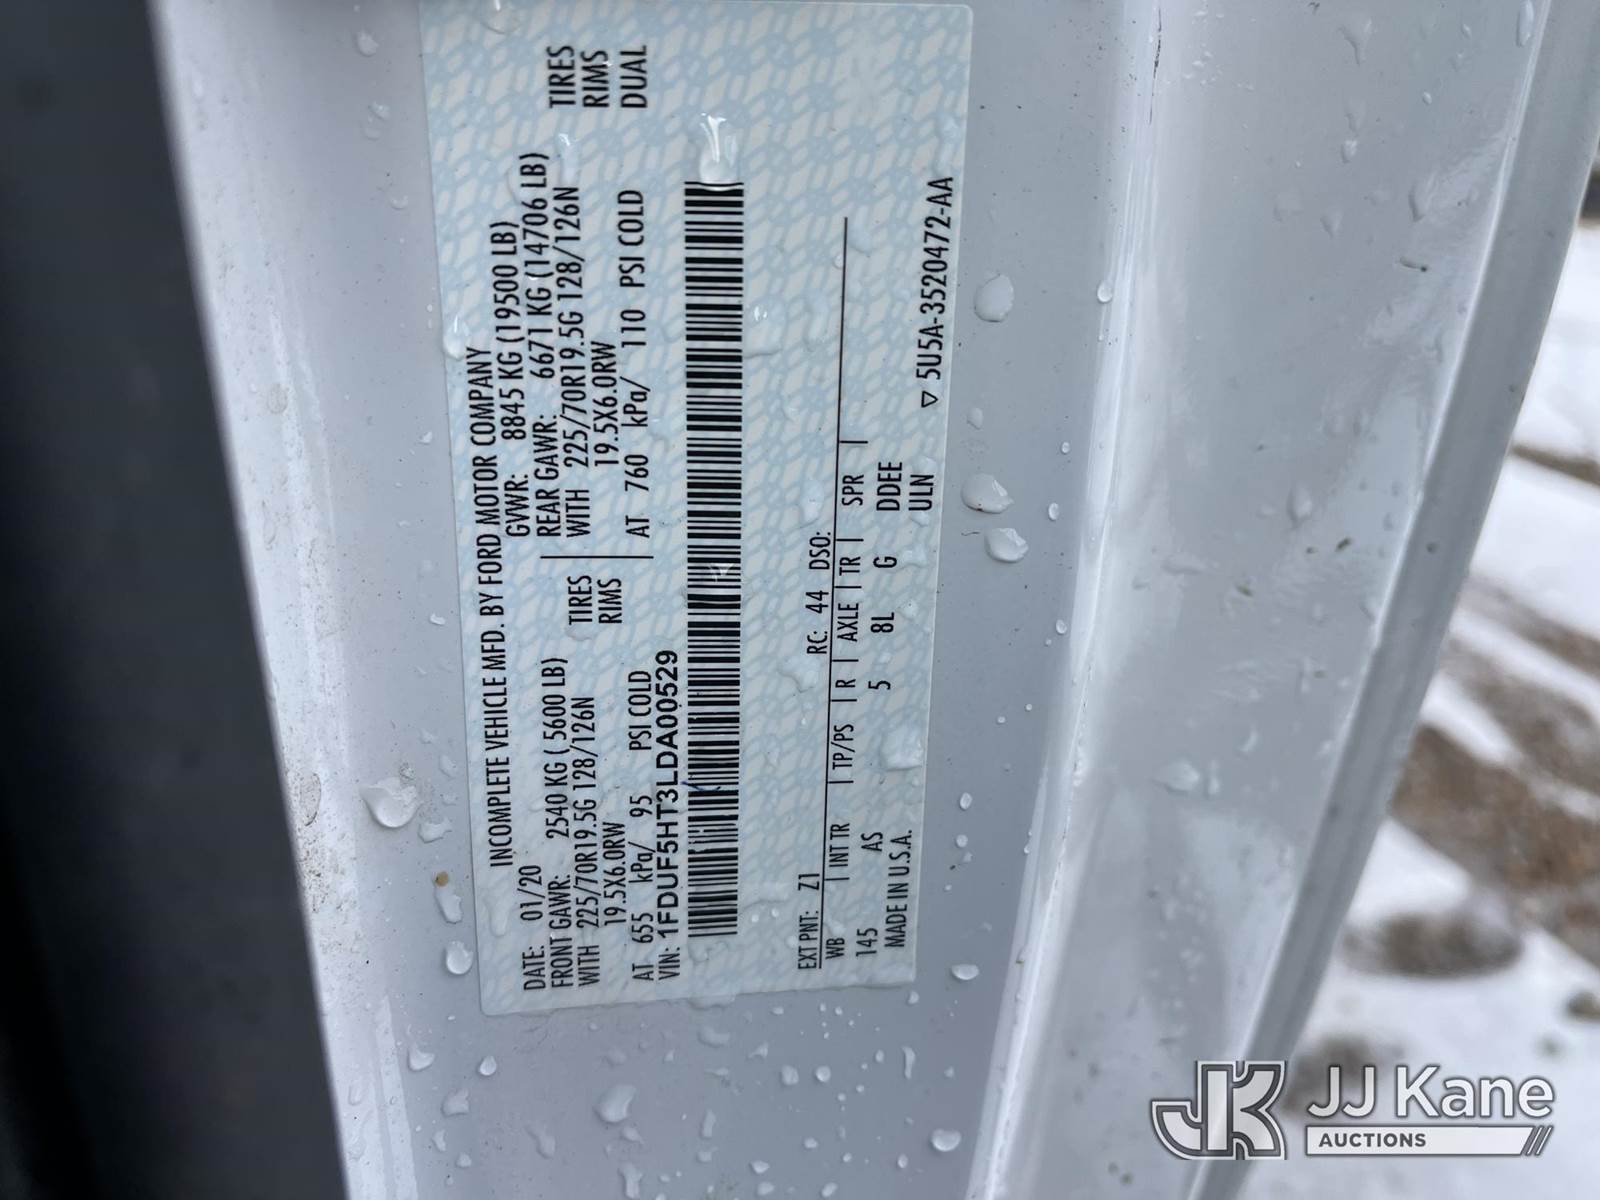 INCOMPLETE VEHICLE MFD. BY FORD MOTOR COMPANY
DATE: 01/20 GVWR: 8845 KG (19500 LB)
FRONT GAWR: 2540 KG ( 5600 LB) REAR GAWR: 6671 KG (14706 LB)
WITH 225/70R19.5G 128/126N TIRES WITH 225/70R19.5G 128/126N TIRES
19.5X6.0RW RIMS 19.5X6.0RW RIMS
AT 655 kPa/ 95 PSI COLD AT 760 kPa/ 110 PSI COLD DUAL
VIN: 1FDUF5HT3LDA00529
EXT PNT: Z1 RC: 44 DSO:
WB INT TR TP/PS R AXLE TR SPR
145 AS 5 8L G DDEE
MADE IN U.S.A. ULN
▽ 5U5A-3520472-AA
JK JJ Kane
AUCTIONS